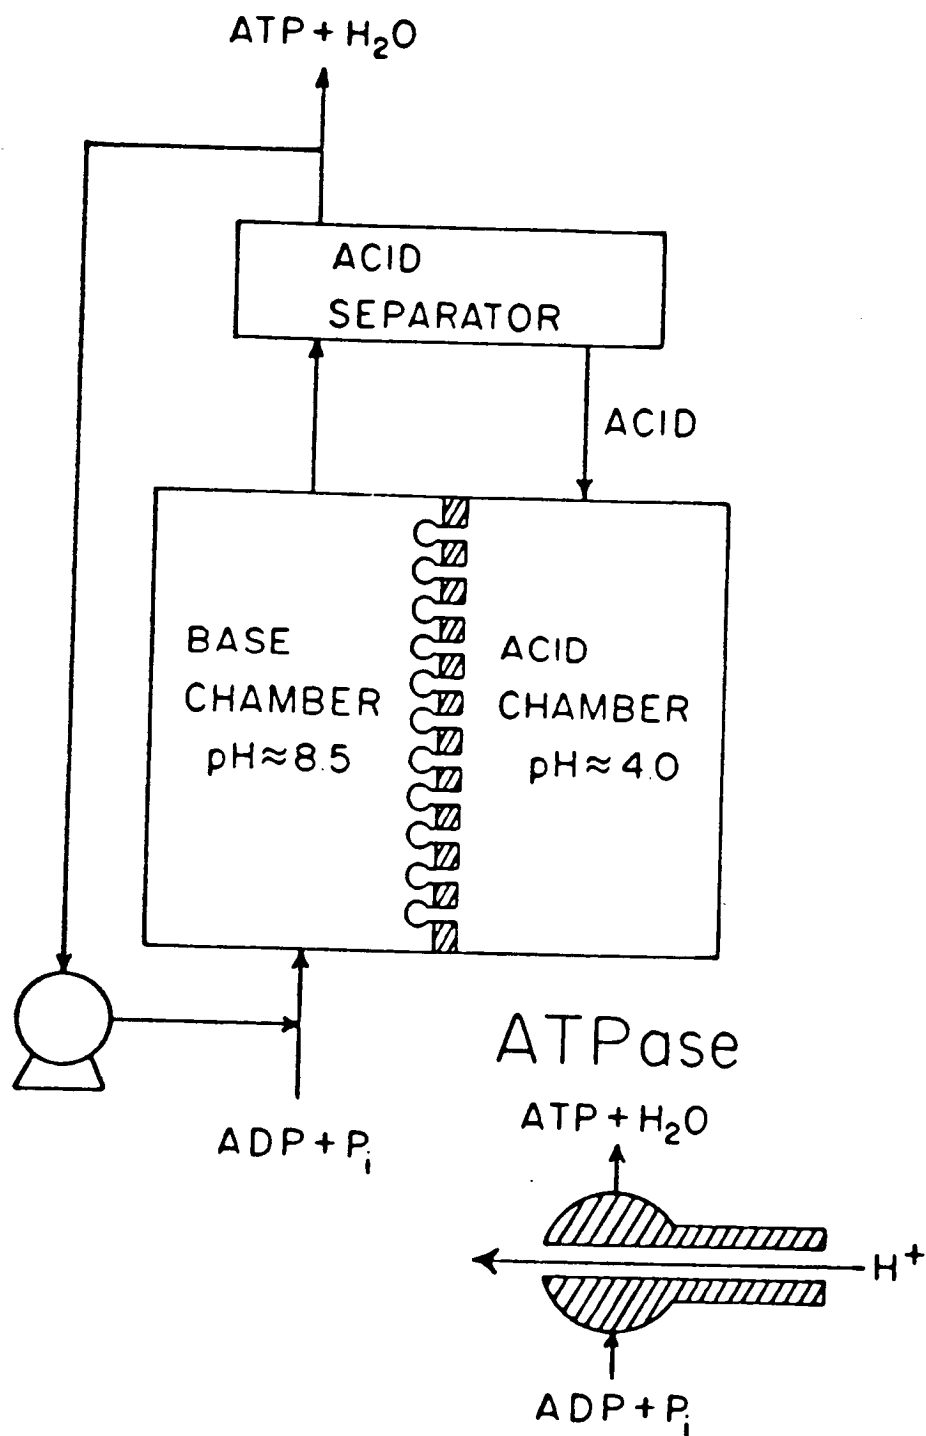 ATP + H₂O
ACID
SEPARATOR
ACID
BASE
CHAMBER
pH≈8.5
ACID
CHAMBER
pH≈4.0
ADP + Pᵢ
ATPase
ATP + H₂O
H⁺
ADP + Pᵢ